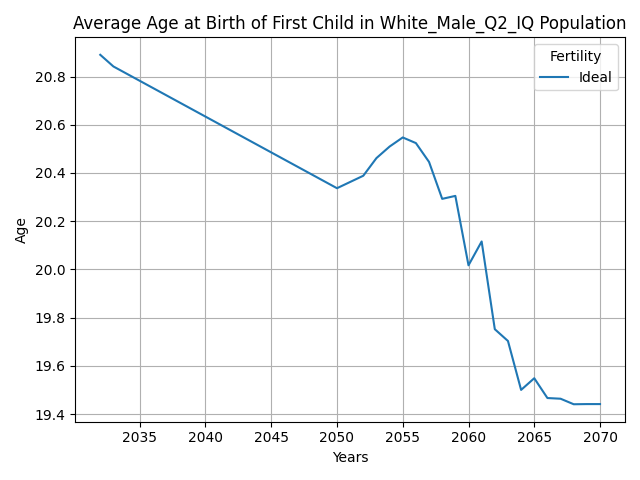 Average Age at Birth of First Child in White_Male_Q2_IQ Population
Fertility
Ideal
20.8
20.6
20.4
20.2
20.0
19.8
19.6
19.4
Age
2035 2040 2045 2050 2055 2060 2065 2070
Years